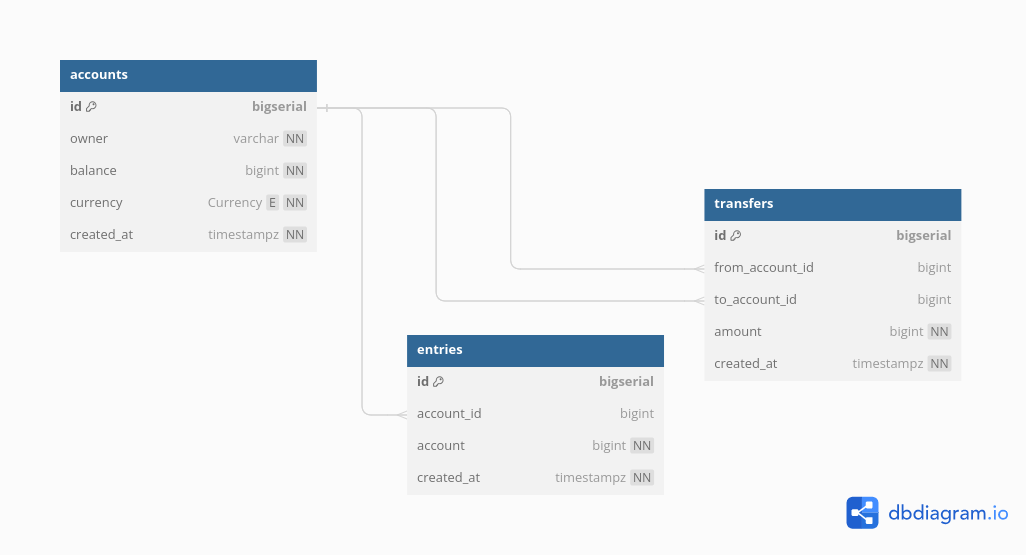 accounts
id bigserial
owner varchar NN
balance bigint NN
currency Currency E NN
created_at timestampz NN
transfers
id bigserial
from_account_id bigint
to_account_id bigint
amount bigint NN
created_at timestampz NN
entries
id bigserial
account_id bigint
account bigint NN
created_at timestampz NN
dbdiagram.io